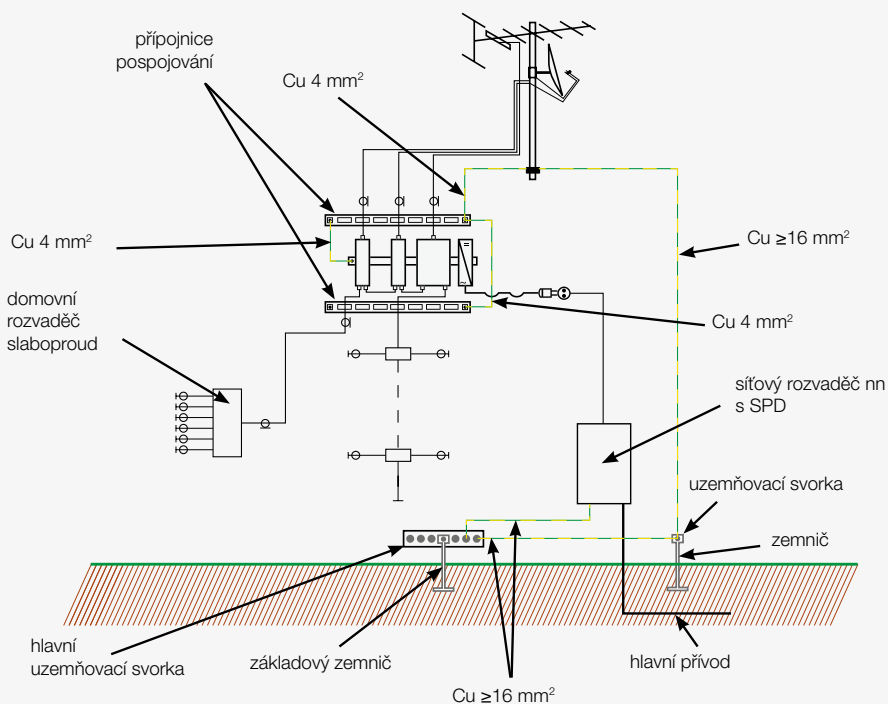 přípojnice
pospojování
Cu 4 mm²
Cu 4 mm²
Cu ≥16 mm²
domovní
rozvaděč
slaboproud
Cu 4 mm²
síťový rozvaděč nn
s SPD
uzemňovací svorka
zemnič
hlavní
uzemňovací svorka
základový zemnič
hlavní přívod
Cu ≥16 mm²